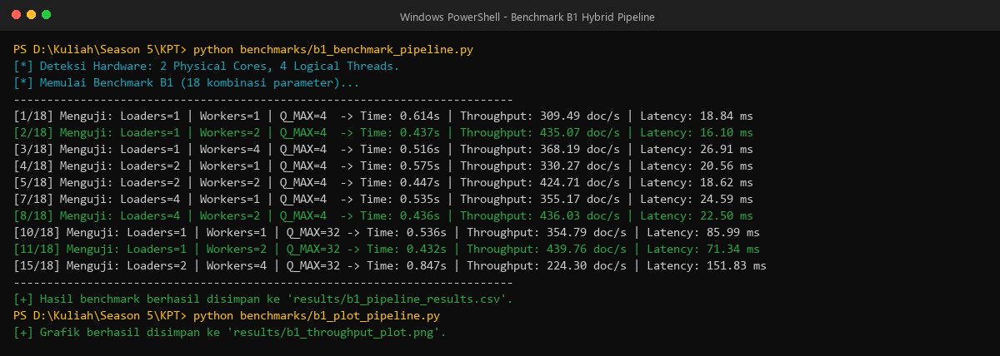 Windows PowerShell - Benchmark B1 Hybrid Pipeline
PS D:\Kuliah\Season 5\KPT> python benchmarks/b1_benchmark_pipeline.py
[*] Deteksi Hardware: 2 Physical Cores, 4 Logical Threads.
[*] Memulai Benchmark B1 (18 kombinasi parameter)...
--------------------------------------------------------------------------
[1/18] Menguji: Loaders=1 | Workers=1 | Q_MAX=4  -> Time: 0.614s | Throughput: 309.49 doc/s | Latency: 18.84 ms
[2/18] Menguji: Loaders=1 | Workers=2 | Q_MAX=4  -> Time: 0.437s | Throughput: 435.07 doc/s | Latency: 16.10 ms
[3/18] Menguji: Loaders=1 | Workers=4 | Q_MAX=4  -> Time: 0.516s | Throughput: 368.19 doc/s | Latency: 26.91 ms
[4/18] Menguji: Loaders=2 | Workers=1 | Q_MAX=4  -> Time: 0.575s | Throughput: 330.27 doc/s | Latency: 20.56 ms
[5/18] Menguji: Loaders=2 | Workers=2 | Q_MAX=4  -> Time: 0.447s | Throughput: 424.71 doc/s | Latency: 18.62 ms
[7/18] Menguji: Loaders=4 | Workers=1 | Q_MAX=4  -> Time: 0.535s | Throughput: 355.17 doc/s | Latency: 24.59 ms
[8/18] Menguji: Loaders=4 | Workers=2 | Q_MAX=4  -> Time: 0.436s | Throughput: 436.03 doc/s | Latency: 22.50 ms
[10/18] Menguji: Loaders=1 | Workers=1 | Q_MAX=32 -> Time: 0.536s | Throughput: 354.79 doc/s | Latency: 85.99 ms
[11/18] Menguji: Loaders=1 | Workers=2 | Q_MAX=32 -> Time: 0.432s | Throughput: 439.76 doc/s | Latency: 71.34 ms
[15/18] Menguji: Loaders=2 | Workers=4 | Q_MAX=32 -> Time: 0.847s | Throughput: 224.30 doc/s | Latency: 151.83 ms
--------------------------------------------------------------------------
[+] Hasil benchmark berhasil disimpan ke 'results/b1_pipeline_results.csv'.
PS D:\Kuliah\Season 5\KPT> python benchmarks/b1_plot_pipeline.py
[+] Grafik berhasil disimpan ke 'results/b1_throughput_plot.png'.